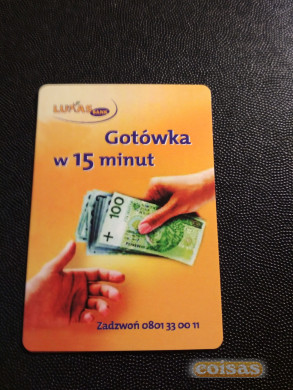 LUKAS BANK
Gotówka
w 15 minut
100
Zadzwoń 0801 33 00 11
coisas